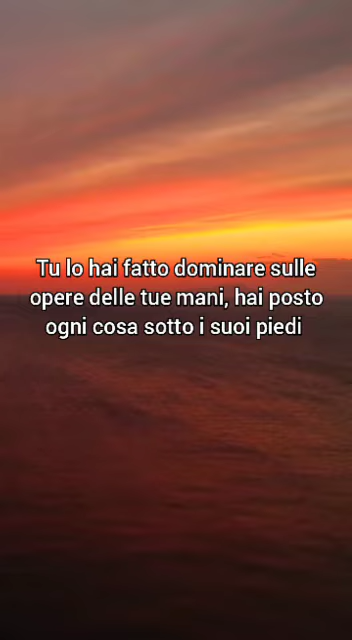 Tu lo hai fatto dominare sulle
opere delle tue mani, hai posto
ogni cosa sotto i suoi piedi